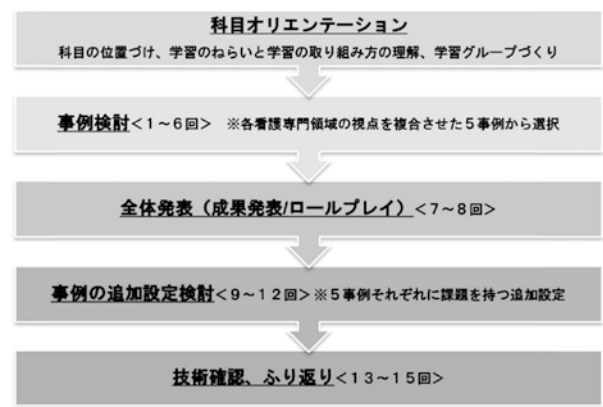 科目オリエンテーション
科目の位置づけ、学習のねらいと学習の取り組み方の理解、学習グループづくり
事例検討<1～6回> ※各看護専門領域の視点を複合させた5事例から選択
全体発表（成果発表/ロールプレイ）<7～8回>
事例の追加設定検討<9～12回>※5事例それぞれに課題を持つ追加設定
技術確認、ふり返り<13～15回>